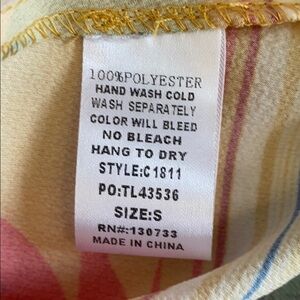 100%POLYESTER
HAND WASH COLD
WASH SEPARATELY
COLOR WILL BLEED
NO BLEACH
HANG TO DRY
STYLE:C1811
PO:TL43536
SIZE:S
RN#:130733
MADE IN CHINA